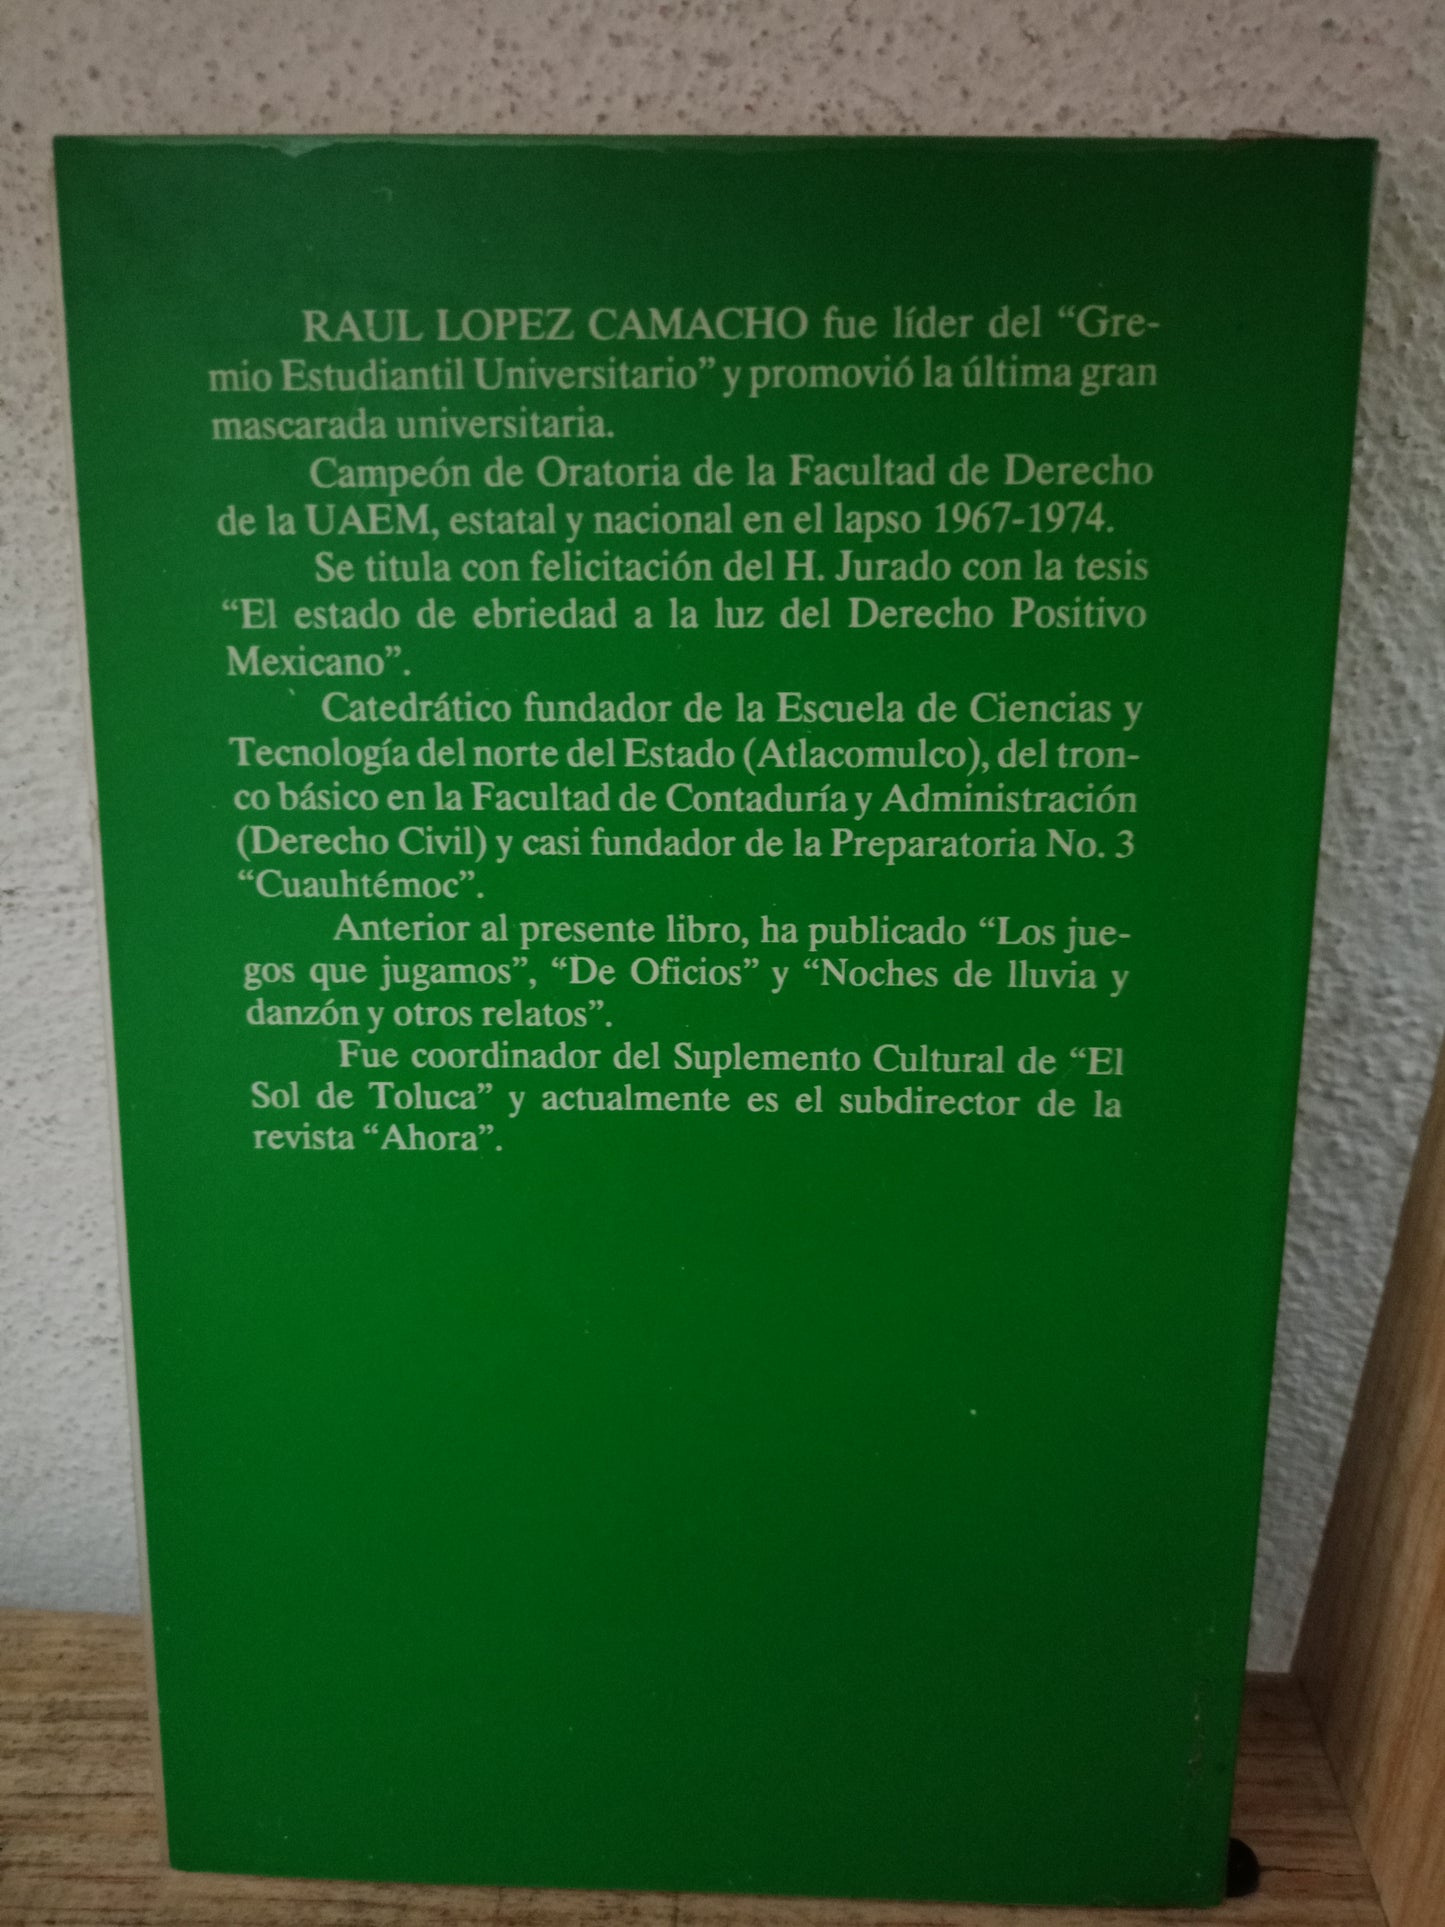 RAUL LOPEZ CAMACHO fue líder del “Gre-
mio Estudiantil Universitario” y promovió la última gran
mascarada universitaria.
Campeón de Oratoria de la Facultad de Derecho
de la UAEM, estatal y nacional en el lapso 1967-1974.
Se titula con felicitación del H. Jurado con la tesis
“El estado de ebriedad a la luz del Derecho Positivo
Mexicano”.
Catedrático fundador de la Escuela de Ciencias y
Tecnología del norte del Estado (Atlacomulco), del tron-
co básico en la Facultad de Contaduría y Administración
(Derecho Civil) y casi fundador de la Preparatoria No. 3
“Cuauhtémoc”.
Anterior al presente libro, ha publicado “Los jue-
gos que jugamos”, “De Oficios” y “Noches de lluvia y
danzón y otros relatos”.
Fue coordinador del Suplemento Cultural de “El
Sol de Toluca” y actualmente es el subdirector de la
revista “Ahora”.